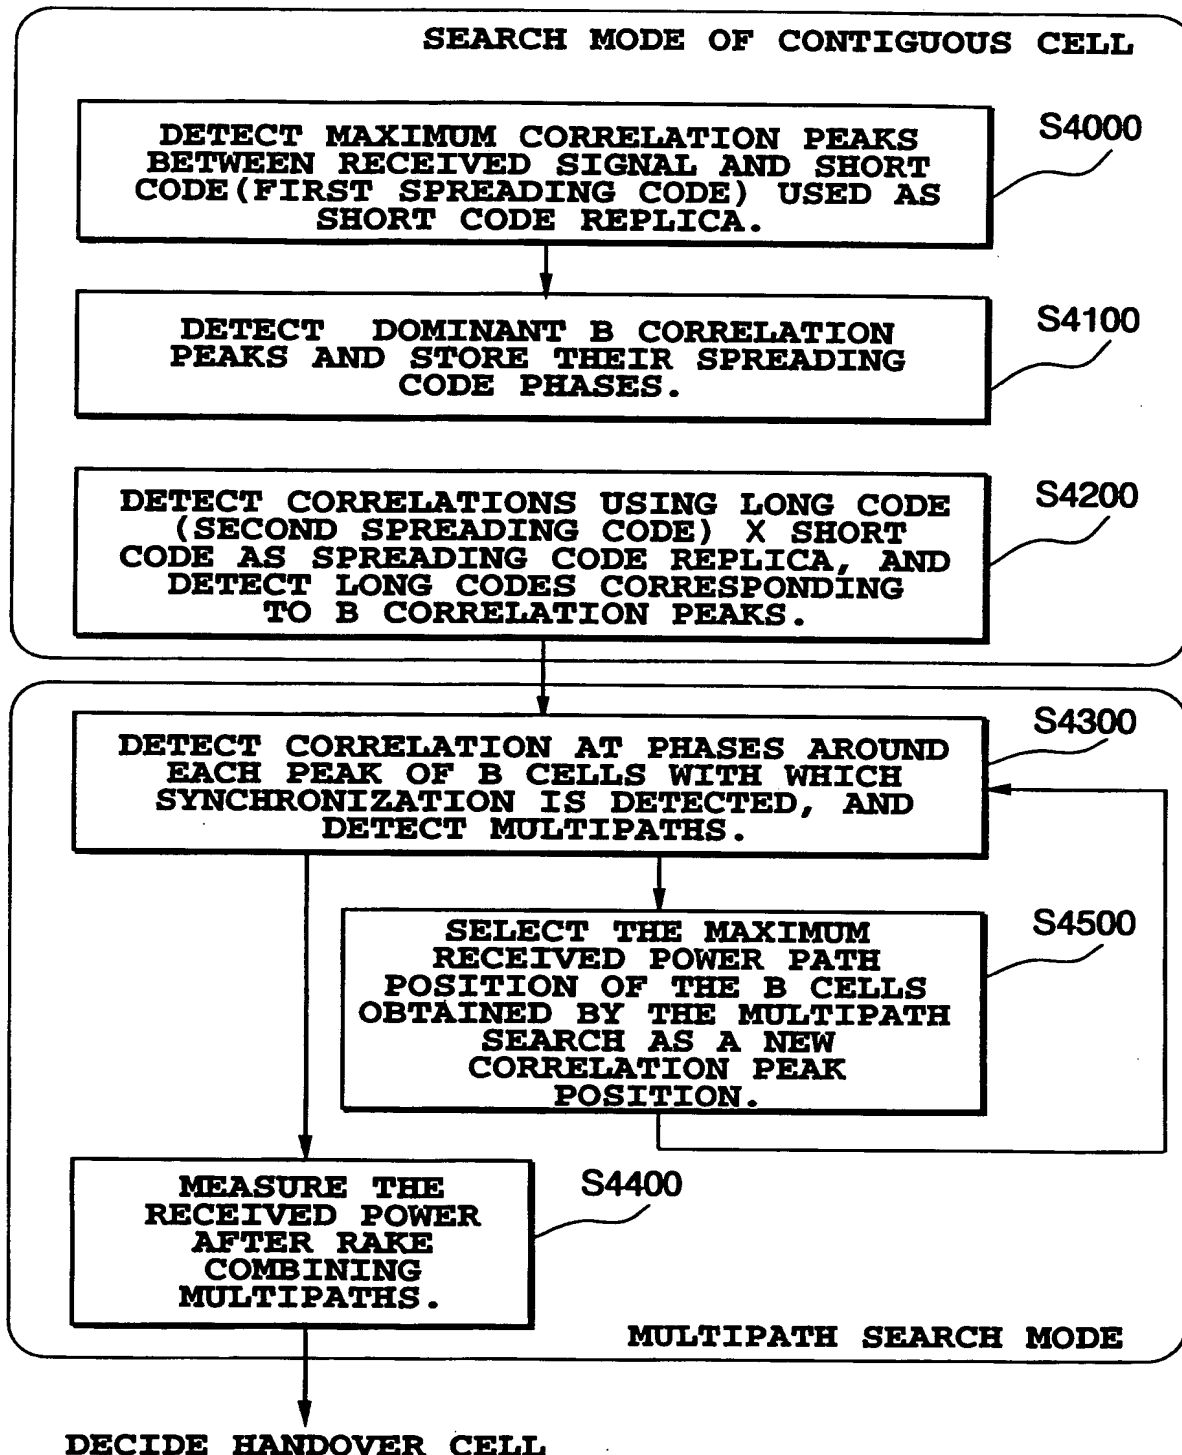 SEARCH MODE OF CONTIGUOUS CELL
DETECT MAXIMUM CORRELATION PEAKS
BETWEEN RECEIVED SIGNAL AND SHORT
CODE(FIRST SPREADING CODE) USED AS
SHORT CODE REPLICA.
S4000
DETECT DOMINANT B CORRELATION
PEAKS AND STORE THEIR SPREADING
CODE PHASES.
S4100
DETECT CORRELATIONS USING LONG CODE
(SECOND SPREADING CODE) X SHORT
CODE AS SPREADING CODE REPLICA, AND
DETECT LONG CODES CORRESPONDING
TO B CORRELATION PEAKS.
S4200
DETECT CORRELATION AT PHASES AROUND
EACH PEAK OF B CELLS WITH WHICH
SYNCHRONIZATION IS DETECTED, AND
DETECT MULTIPATHS.
S4300
SELECT THE MAXIMUM
RECEIVED POWER PATH
POSITION OF THE B CELLS
OBTAINED BY THE MULTIPATH
SEARCH AS A NEW
CORRELATION PEAK
POSITION.
S4500
MEASURE THE
RECEIVED POWER
AFTER RAKE
COMBINING
MULTIPATHS.
S4400
MULTIPATH SEARCH MODE
DECIDE HANDOVER CELL